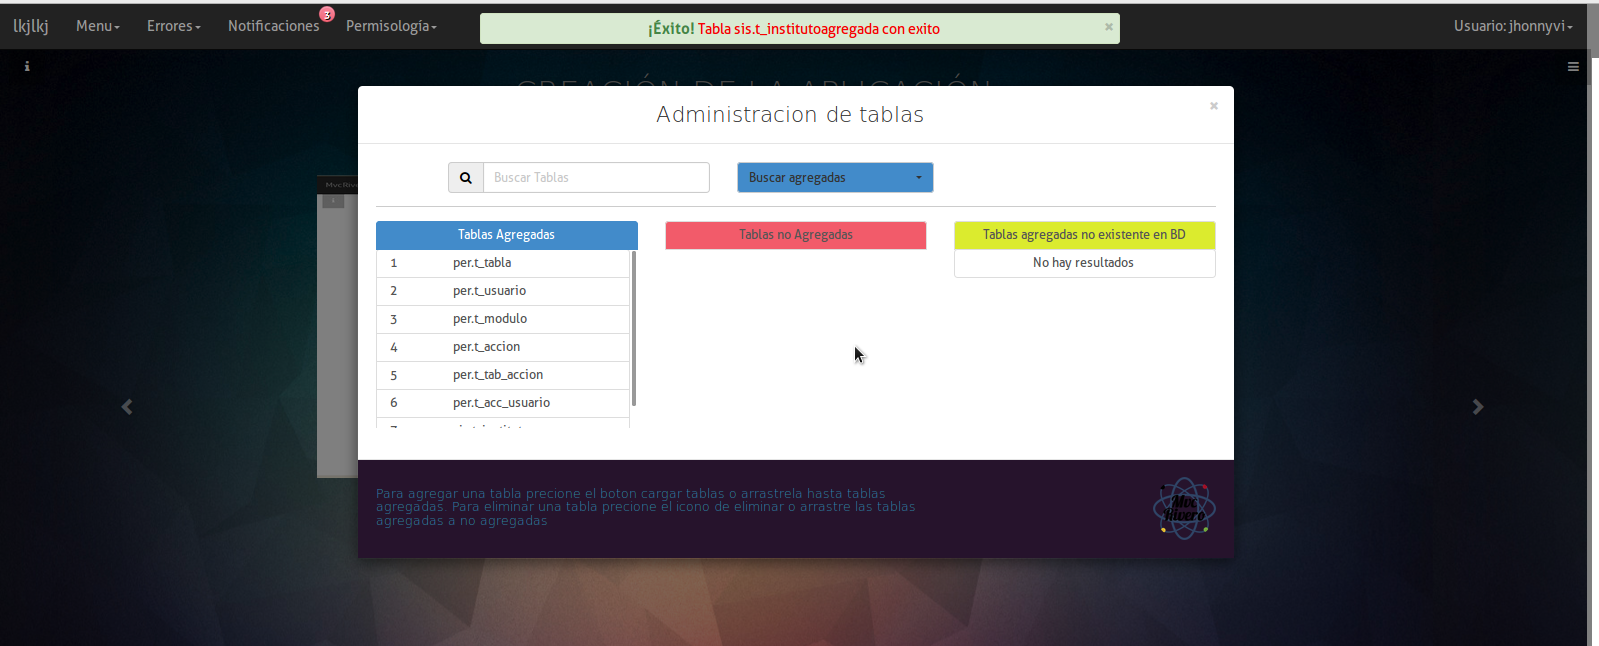 lkjlkj Menu Errores Notificaciones 3 Permisología ¡Éxito! Tabla sis.t_institutoagregada con exito × Usuario: jhonnyvi
CREACIÓN DE LA APLICACIÓN
Administracion de tablas ×
Buscar Tablas Buscar agregadas
Tablas Agregadas Tablas no Agregadas Tablas agregadas no existente en BD
1 per.t_tabla No hay resultados
2 per.t_usuario
3 per.t_modulo
4 per.t_accion
5 per.t_tab_accion
6 per.t_acc_usuario
Para agregar una tabla precione el boton cargar tablas o arrastrela hasta tablas
agregadas. Para eliminar una tabla precione el icono de eliminar o arrastre las tablas
agregadas a no agregadas
Mvc
Rivero